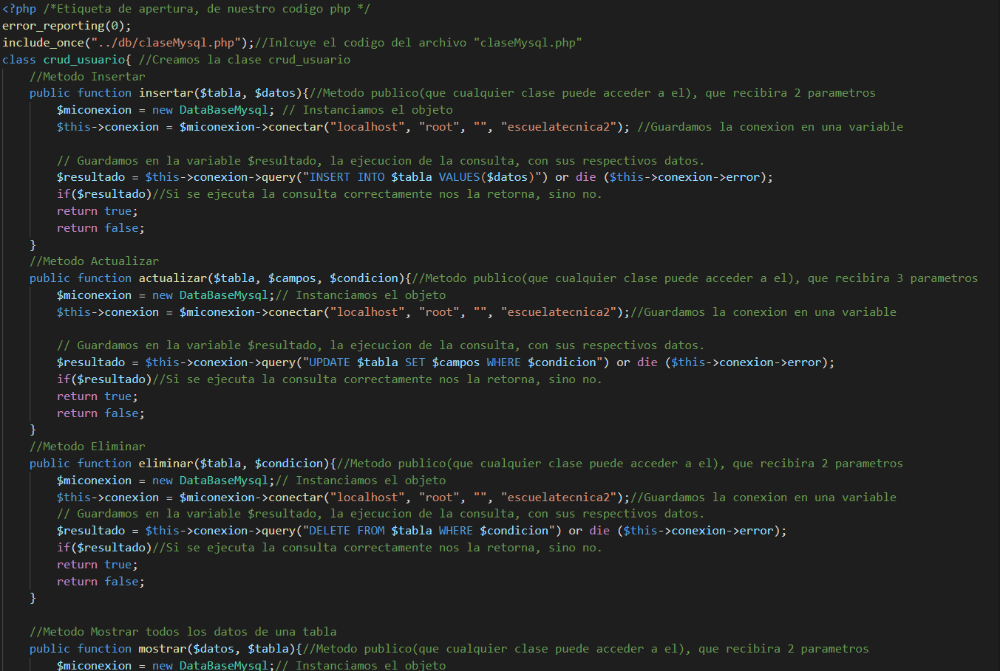 <?php /*Etiqueta de apertura, de nuestro codigo php */
error_reporting(0);
include_once("../db/claseMysql.php");//Inlcuye el codigo del archivo "claseMysql.php"
class crud_usuario{ //Creamos la clase crud_usuario
    //Metodo Insertar
    public function insertar($tabla, $datos){//Metodo publico(que cualquier clase puede acceder a el), que recibira 2 parametros
        $miconexion = new DataBaseMysql; // Instanciamos el objeto
        $this->conexion = $miconexion->conectar("localhost", "root", "", "escuelatecnica2"); //Guardamos la conexion en una variable

        // Guardamos en la variable $resultado, la ejecucion de la consulta, con sus respectivos datos.
        $resultado = $this->conexion->query("INSERT INTO $tabla VALUES($datos)") or die ($this->conexion->error);
        if($resultado)//Si se ejecuta la consulta correctamente nos la retorna, sino no.
        return true;
        return false;
    }
    //Metodo Actualizar
    public function actualizar($tabla, $campos, $condicion){//Metodo publico(que cualquier clase puede acceder a el), que recibira 3 parametros
        $miconexion = new DataBaseMysql;// Instanciamos el objeto
        $this->conexion = $miconexion->conectar("localhost", "root", "", "escuelatecnica2");//Guardamos la conexion en una variable

        // Guardamos en la variable $resultado, la ejecucion de la consulta, con sus respectivos datos.
        $resultado = $this->conexion->query("UPDATE $tabla SET $campos WHERE $condicion") or die ($this->conexion->error);
        if($resultado)//Si se ejecuta la consulta correctamente nos la retorna, sino no.
        return true;
        return false;
    }
    //Metodo Eliminar
    public function eliminar($tabla, $condicion){//Metodo publico(que cualquier clase puede acceder a el), que recibira 2 parametros
        $miconexion = new DataBaseMysql;// Instanciamos el objeto
        $this->conexion = $miconexion->conectar("localhost", "root", "", "escuelatecnica2");//Guardamos la conexion en una variable
        // Guardamos en la variable $resultado, la ejecucion de la consulta, con sus respectivos datos.
        $resultado = $this->conexion->query("DELETE FROM $tabla WHERE $condicion") or die ($this->conexion->error);
        if($resultado)//Si se ejecuta la consulta correctamente nos la retorna, sino no.
        return true;
        return false;
    }

    //Metodo Mostrar todos los datos de una tabla
    public function mostrar($datos, $tabla){//Metodo publico(que cualquier clase puede acceder a el), que recibira 2 parametros
        $miconexion = new DataBaseMysql;// Instanciamos el objeto